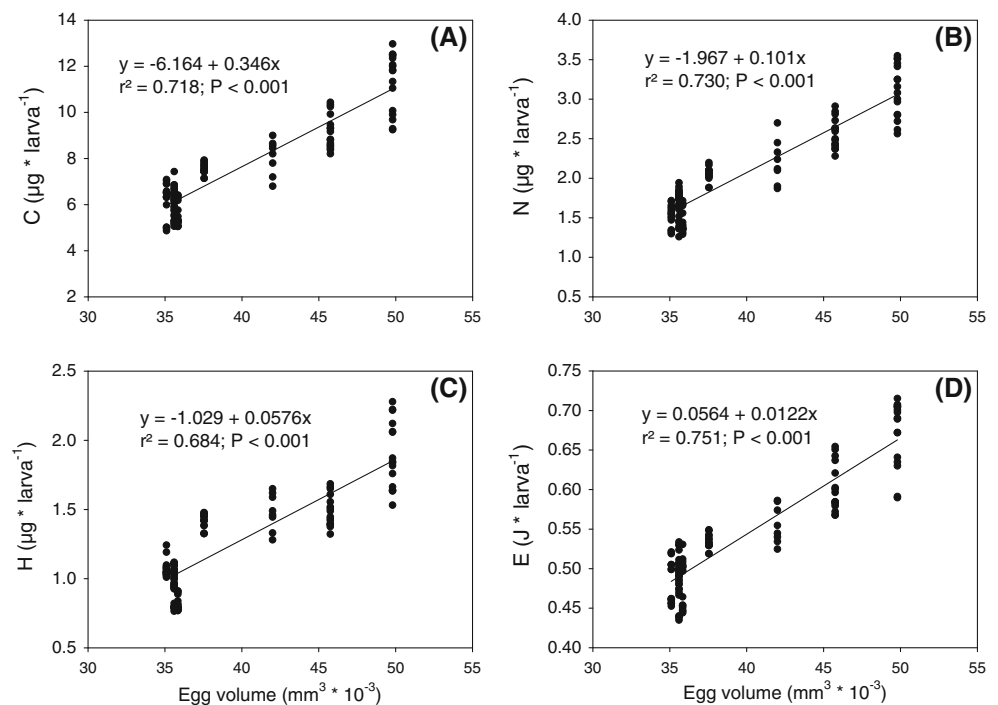 (A)
y = -6.164 + 0.346x
r² = 0.718; P < 0.001
C (µg * larva⁻¹)
14
12
10
8
6
4
2
30 35 40 45 50 55
(B)
y = -1.967 + 0.101x
r² = 0.730; P < 0.001
N (µg * larva⁻¹)
4.0
3.5
3.0
2.5
2.0
1.5
1.0
0.5
30 35 40 45 50 55
(C)
y = -1.029 + 0.0576x
r² = 0.684; P < 0.001
H (µg * larva⁻¹)
2.5
2.0
1.5
1.0
0.5
30 35 40 45 50 55
Egg volume (mm³ * 10⁻³)
(D)
y = 0.0564 + 0.0122x
r² = 0.751; P < 0.001
E (J * larva⁻¹)
0.75
0.70
0.65
0.60
0.55
0.50
0.45
0.40
30 35 40 45 50 55
Egg volume (mm³ * 10⁻³)